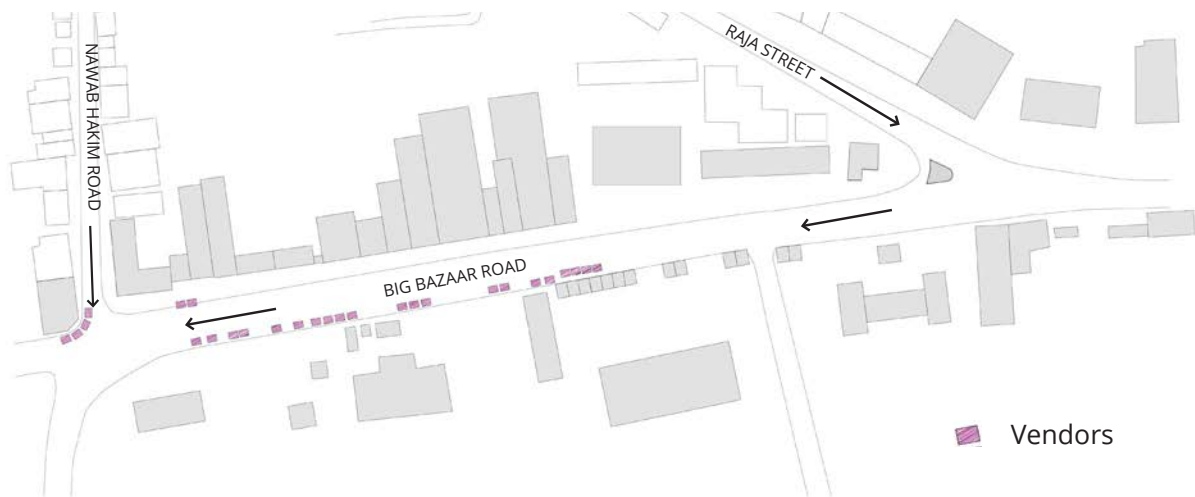 NAWAB HAKIM ROAD
RAJA STREET
BIG BAZAAR ROAD
Vendors